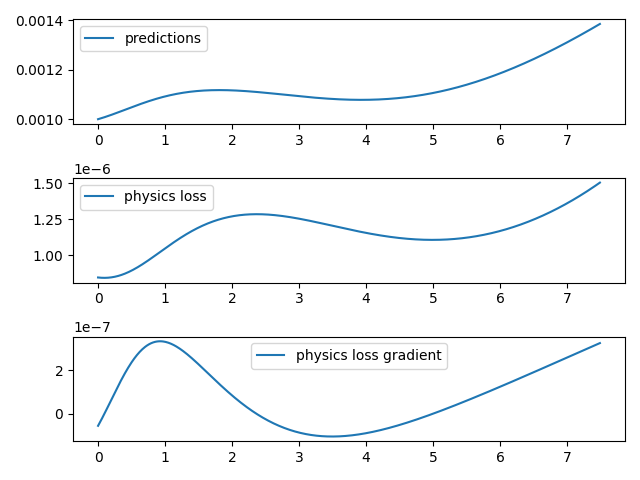 0.0014
0.0012
0.0010
predictions
0 1 2 3 4 5 6 7
1e−6
1.50
1.25
1.00
physics loss
0 1 2 3 4 5 6 7
1e−7
2
0
physics loss gradient
0 1 2 3 4 5 6 7